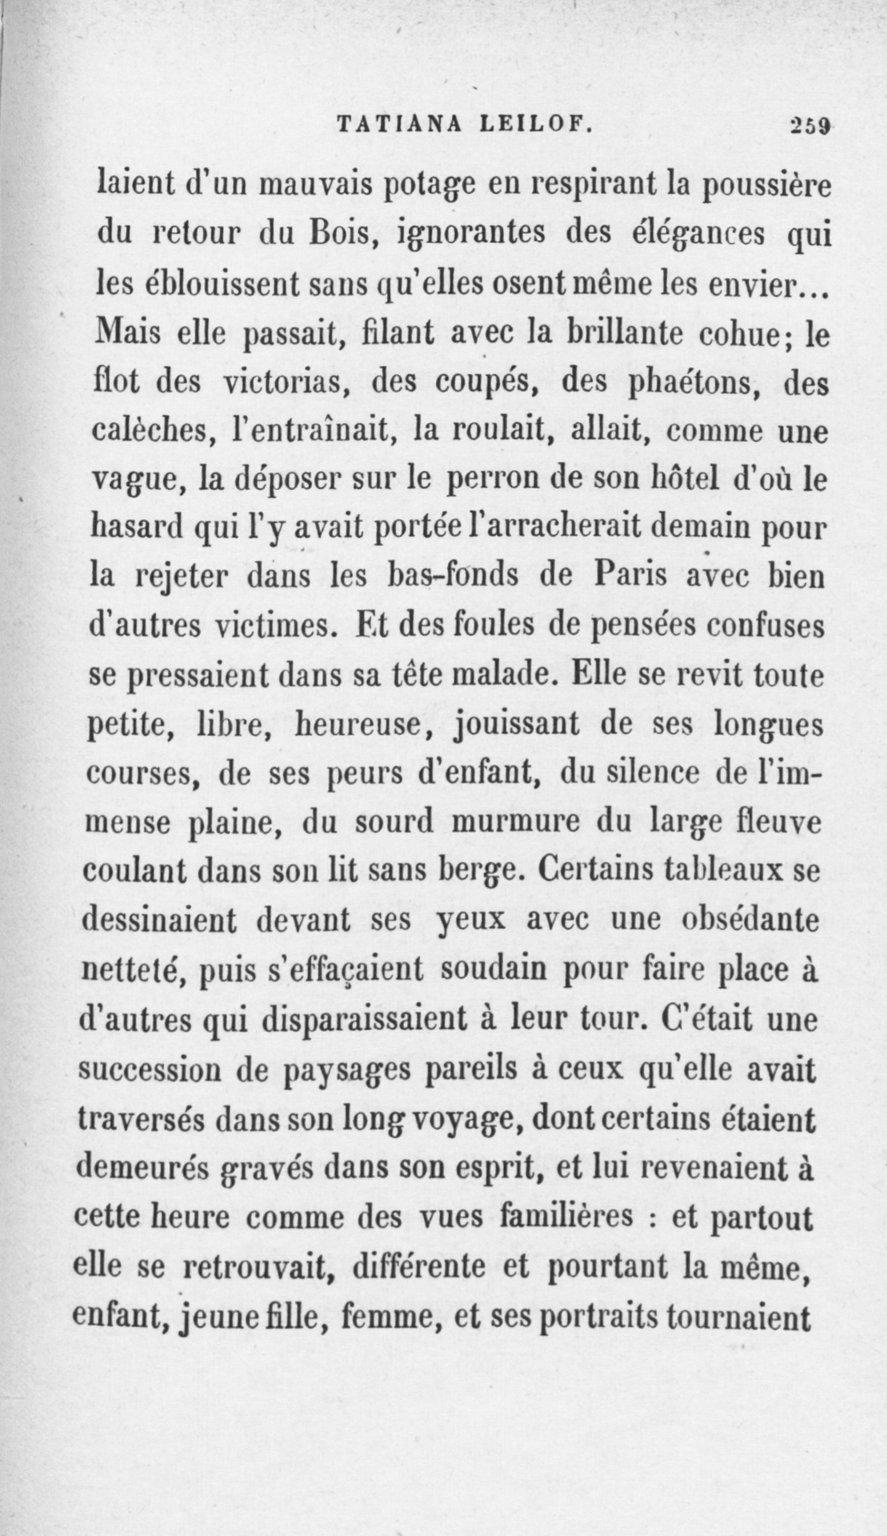 TATIANA LEILOF. 259
laient d'un mauvais potage en respirant la poussière
du retour du Bois, ignorantes des élégances qui
les éblouissent sans qu'elles osent même les envier...
Mais elle passait, filant avec la brillante cohue; le
flot des victorias, des coupés, des phaétons, des
calèches, l'entraînait, la roulait, allait, comme une
vague, la déposer sur le perron de son hôtel d'où le
hasard qui l'y avait portée l'arracherait demain pour
la rejeter dans les bas-fonds de Paris avec bien
d'autres victimes. Et des foules de pensées confuses
se pressaient dans sa tête malade. Elle se revit toute
petite, libre, heureuse, jouissant de ses longues
courses, de ses peurs d'enfant, du silence de l'im-
mense plaine, du sourd murmure du large fleuve
coulant dans son lit sans berge. Certains tableaux se
dessinaient devant ses yeux avec une obsédante
netteté, puis s'effaçaient soudain pour faire place à
d'autres qui disparaissaient à leur tour. C'était une
succession de paysages pareils à ceux qu'elle avait
traversés dans son long voyage, dont certains étaient
demeurés gravés dans son esprit, et lui revenaient à
cette heure comme des vues familières : et partout
elle se retrouvait, différente et pourtant la même,
enfant, jeune fille, femme, et ses portraits tournaient